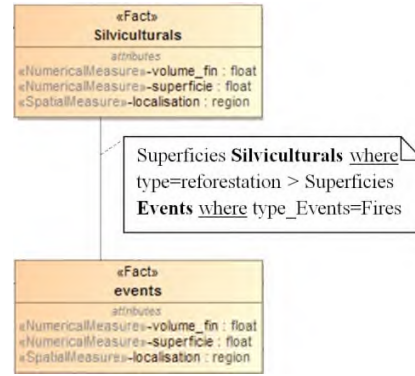 «Fact»
Silviculturals
attributes
«NumericalMeasure»-volume_fin : float
«NumericalMeasure»-superficie : float
«SpatialMeasure»-localisation : region
Superficies Silviculturals where
type=reforestation > Superficies
Events where type_Events=Fires
«Fact»
events
attributes
«NumericalMeasure»-volume_fin : float
«NumericalMeasure»-superficie : float
«SpatialMeasure»-localisation : region